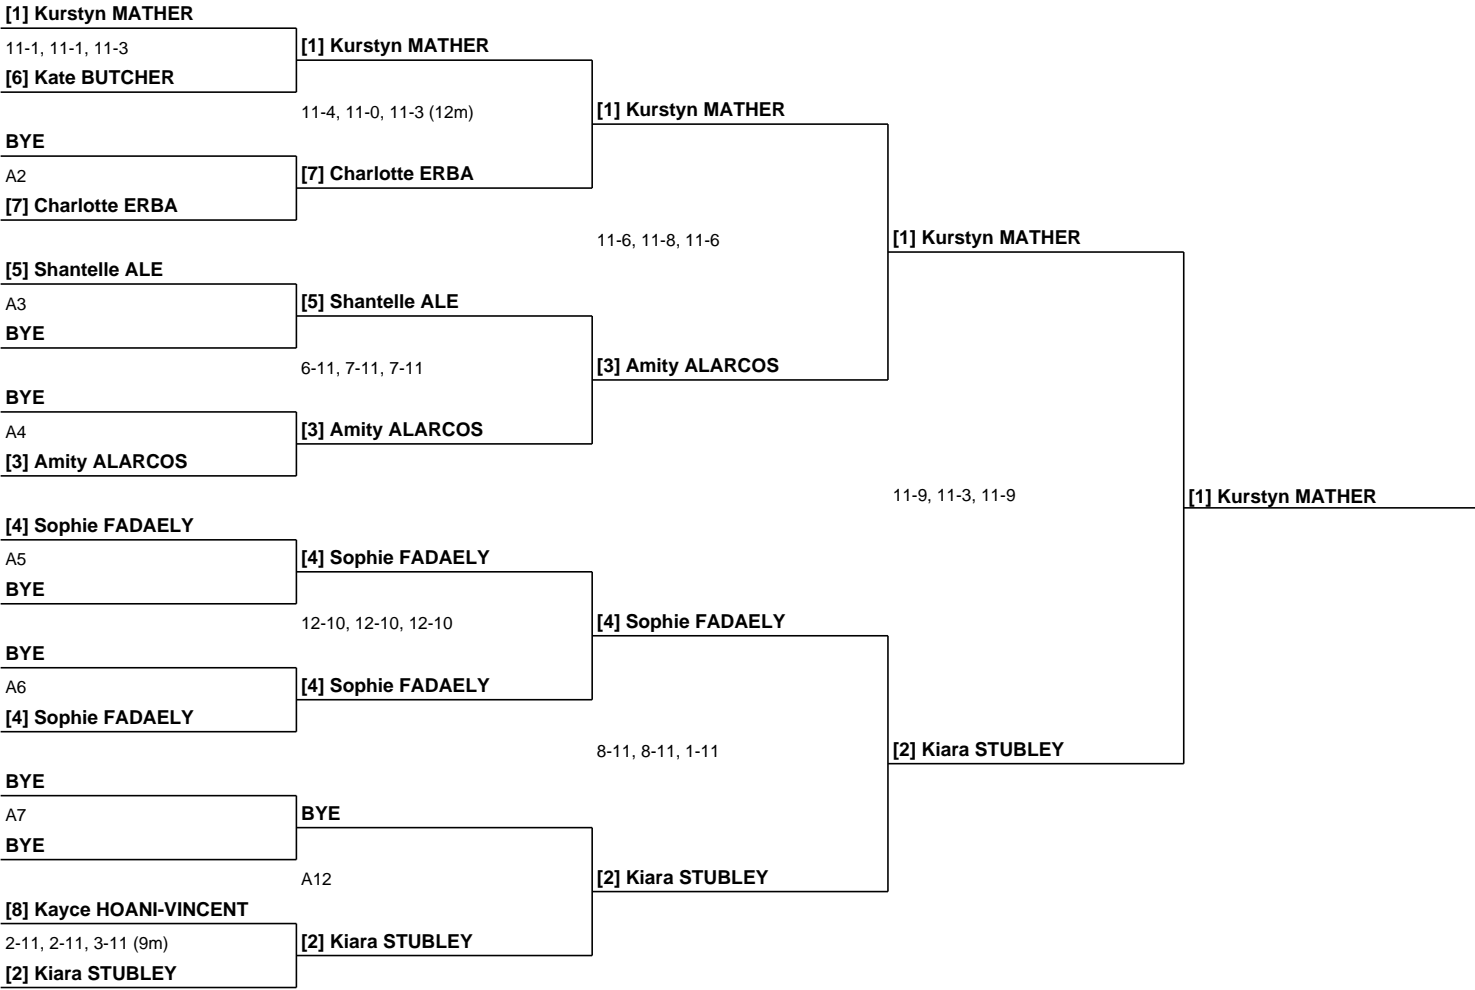 [1] Kurstyn MATHER
11-1, 11-1, 11-3
[6] Kate BUTCHER
BYE
A2
[7] Charlotte ERBA
[5] Shantelle ALE
A3
BYE
BYE
A4
[3] Amity ALARCOS
[4] Sophie FADAELY
A5
BYE
BYE
A6
[4] Sophie FADAELY
BYE
A7
BYE
[8] Kayce HOANI-VINCENT
2-11, 2-11, 3-11 (9m)
[2] Kiara STUBLEY
[1] Kurstyn MATHER
11-4, 11-0, 11-3 (12m)
[7] Charlotte ERBA
[5] Shantelle ALE
6-11, 7-11, 7-11
[3] Amity ALARCOS
[4] Sophie FADAELY
12-10, 12-10, 12-10
[4] Sophie FADAELY
BYE
A12
[2] Kiara STUBLEY
[1] Kurstyn MATHER
11-6, 11-8, 11-6
[3] Amity ALARCOS
[4] Sophie FADAELY
8-11, 8-11, 1-11
[2] Kiara STUBLEY
[1] Kurstyn MATHER
11-9, 11-3, 11-9
[2] Kiara STUBLEY
[1] Kurstyn MATHER